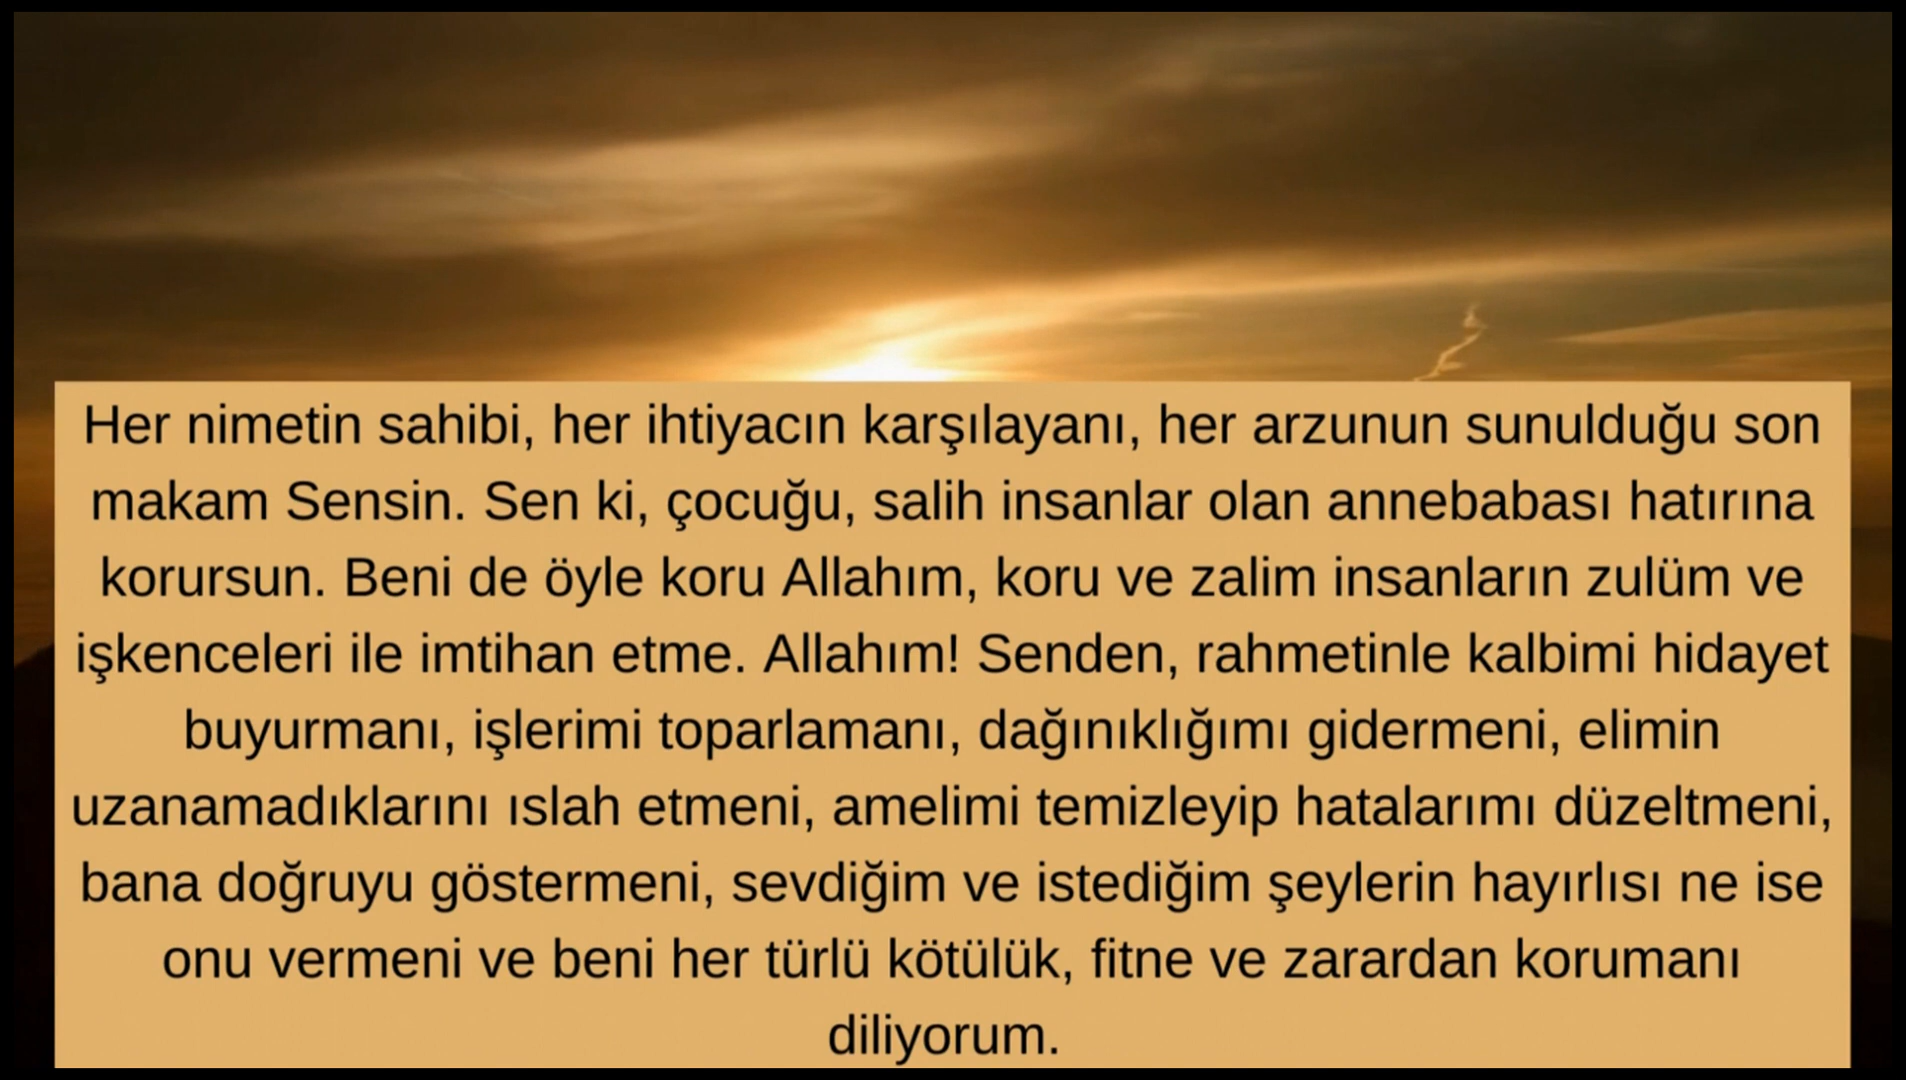 Her nimetin sahibi, her ihtiyacın karşılayanı, her arzunun sunulduğu son
makam Sensin. Sen ki, çocuğu, salih insanlar olan annebabası hatırına
korursun. Beni de öyle koru Allahım, koru ve zalim insanların zulüm ve
işkenceleri ile imtihan etme. Allahım! Senden, rahmetinle kalbimi hidayet
buyurmanı, işlerimi toparlamanı, dağınıklığımı gidermeni, elimin
uzanamadıklarını ıslah etmeni, amelimi temizleyip hatalarımı düzeltmeni,
bana doğruyu göstermeni, sevdiğim ve istediğim şeylerin hayırlısı ne ise
onu vermeni ve beni her türlü kötülük, fitne ve zarardan korumanı
diliyorum.